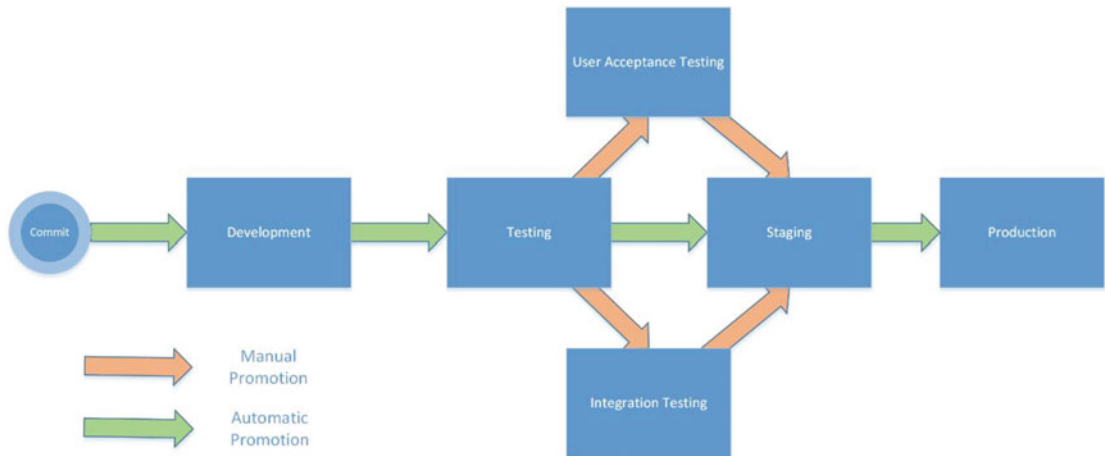 User Acceptance Testing
Commit
Development
Testing
Staging
Production
Integration Testing
Manual
Promotion
Automatic
Promotion